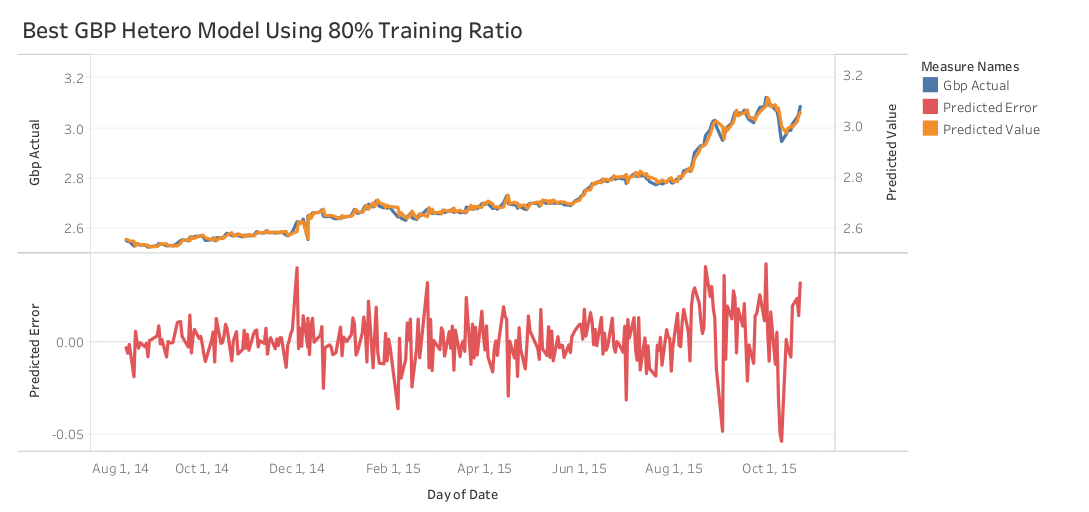 Best GBP Hetero Model Using 80% Training Ratio
Gbp Actual
3.2
3.0
2.8
2.6
3.2
3.0
2.8
2.6
Predicted Value
Measure Names
Gbp Actual
Predicted Error
Predicted Value
Predicted Error
0.00
-0.05
Aug 1, 14 Oct 1, 14 Dec 1, 14 Feb 1, 15 Apr 1, 15 Jun 1, 15 Aug 1, 15 Oct 1, 15
Day of Date